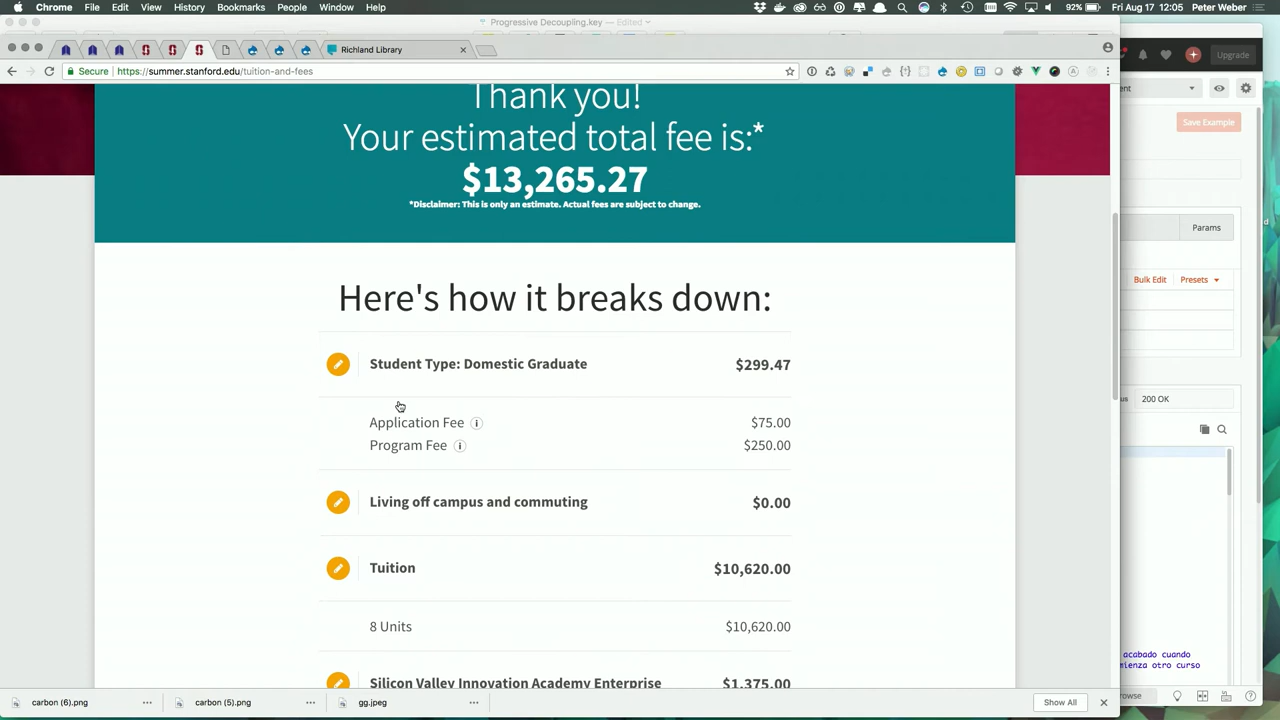 Chrome File Edit View History Bookmarks People Window Help
92% Fri Aug 17 12:05 Peter Weber
Progressive Decoupling.key — Edited
Richland Library
Secure https://summer.stanford.edu/tuition-and-fees
Upgrade
ent
Save Example
Thank you!
Your estimated total fee is:*
$13,265.27
*Disclaimer: This is only an estimate. Actual fees are subject to change.
d
Params
Bulk Edit Presets
Here's how it breaks down:
Student Type: Domestic Graduate $299.47
us 200 OK
Application Fee i $75.00
Program Fee i $250.00
Living off campus and commuting $0.00
Tuition $10,620.00
8 Units $10,620.00
acabado cuando
mienza otro curso
Silicon Valley Innovation Academy Enterprise $1,375.00
rowse
carbon (6).png
carbon (5).png
gg.jpeg
Show All